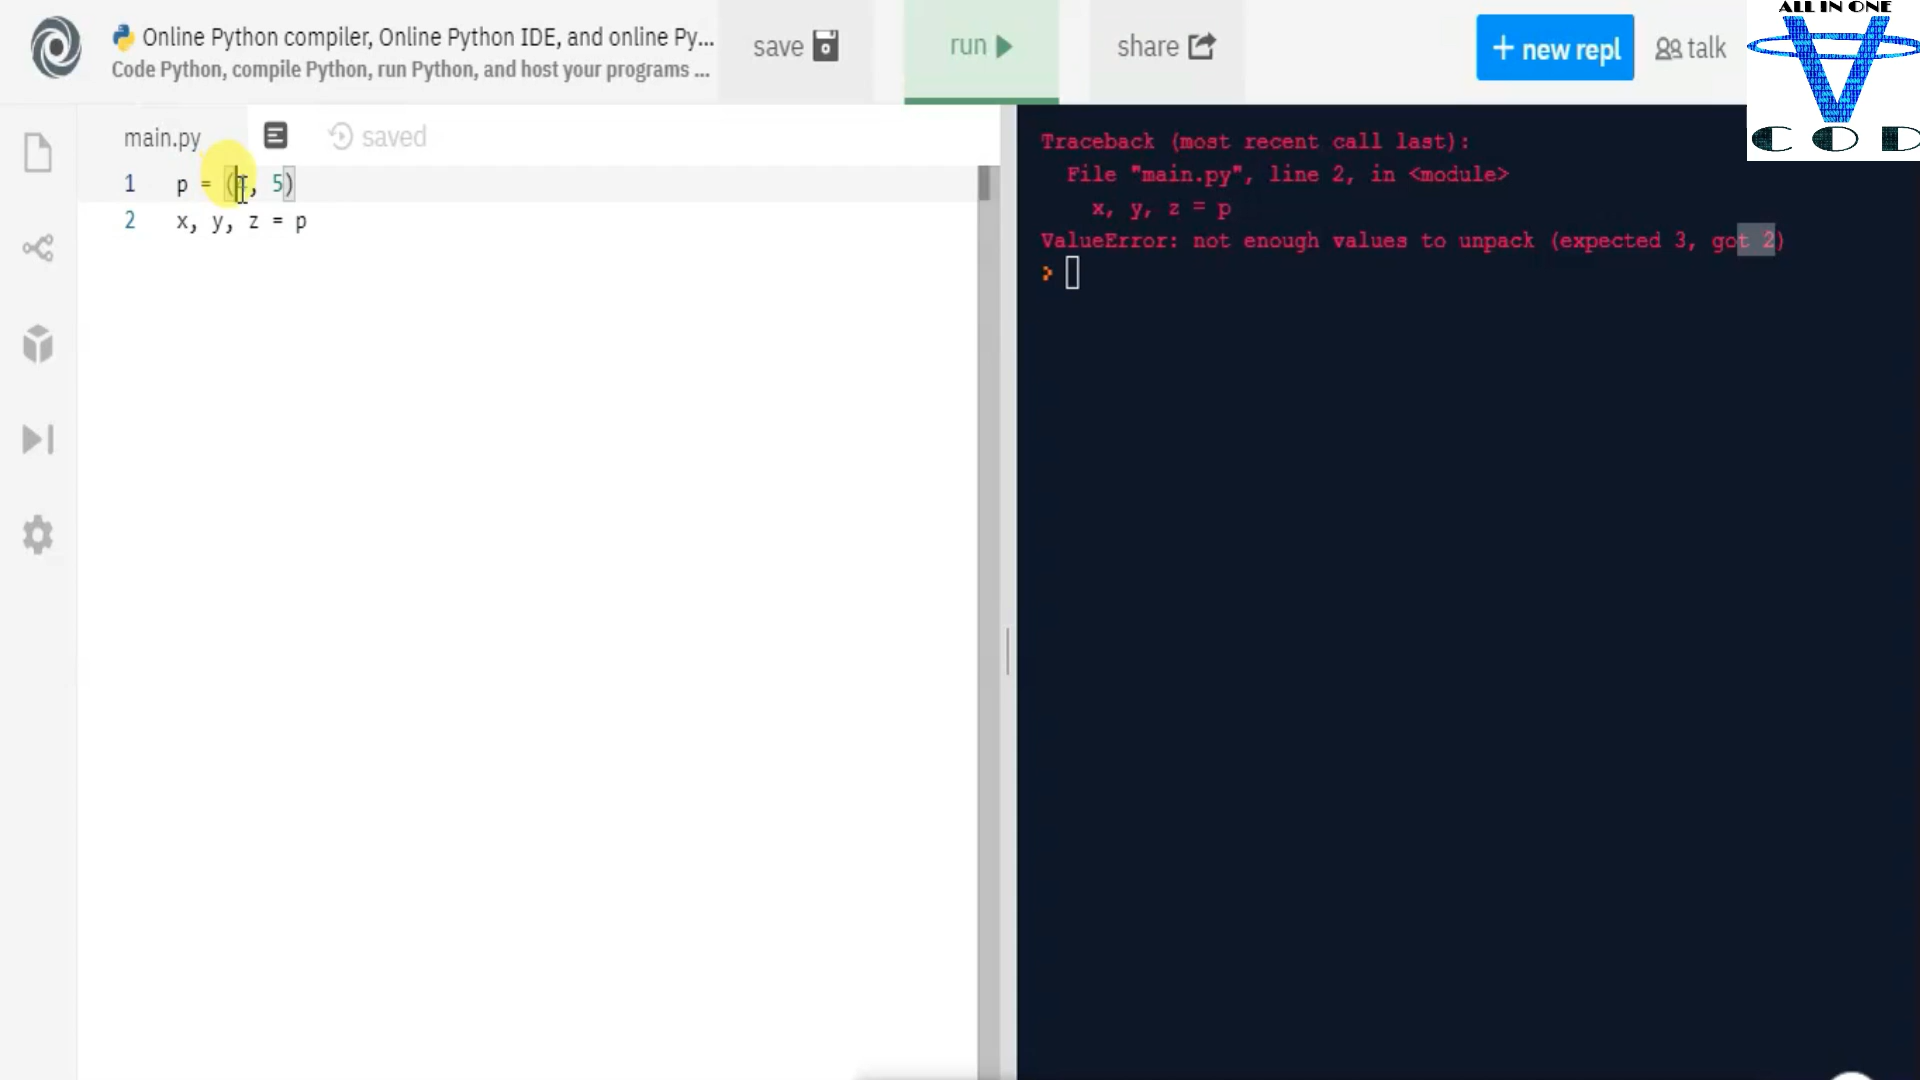 Online Python compiler, Online Python IDE, and online Py...
Code Python, compile Python, run Python, and host your programs ...
save
run
share
+ new repl
talk
ALL IN ONE
COD
main.py
saved
1 p = ( , 5)
2 x, y, z = p
Traceback (most recent call last):
File "main.py", line 2, in <module>
x, y, z = p
ValueError: not enough values to unpack (expected 3, got 2)
>